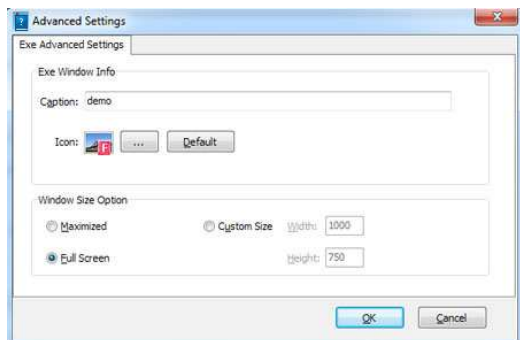 Advanced Settings
Exe Advanced Settings
Exe Window Info
Caption: demo
Icon: ... Default
Window Size Option
Maximized Custom Size Width: 1000
Full Screen Height: 750
OK Cancel